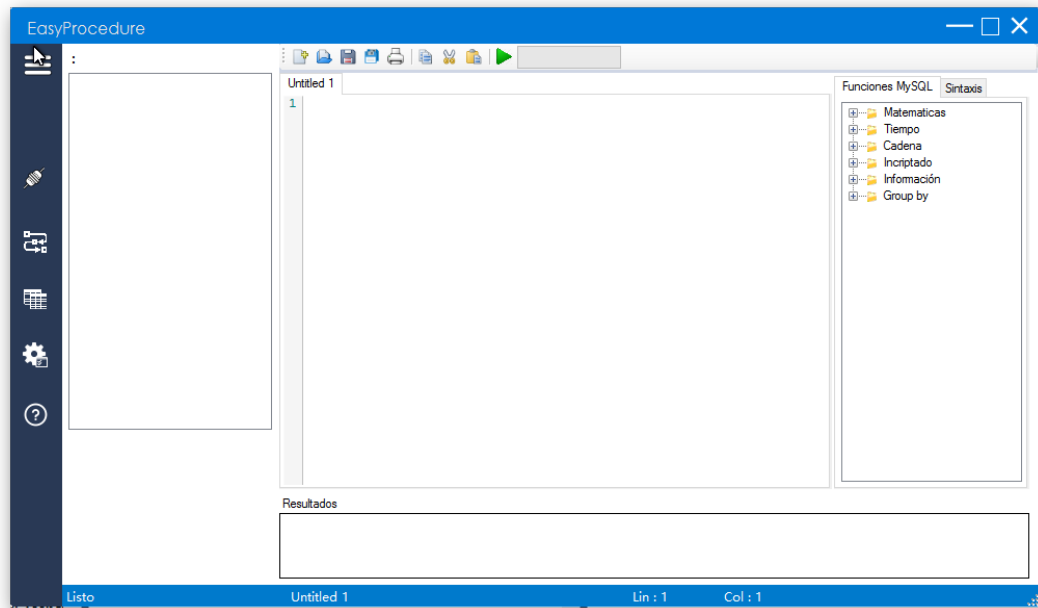 EasyProcedure
:
Untitled 1
1
Funciones MySQL
Sintaxis
Matematicas
Tiempo
Cadena
Incriptado
Información
Group by
Resultados
Listo
Untitled 1
Lin : 1
Col : 1